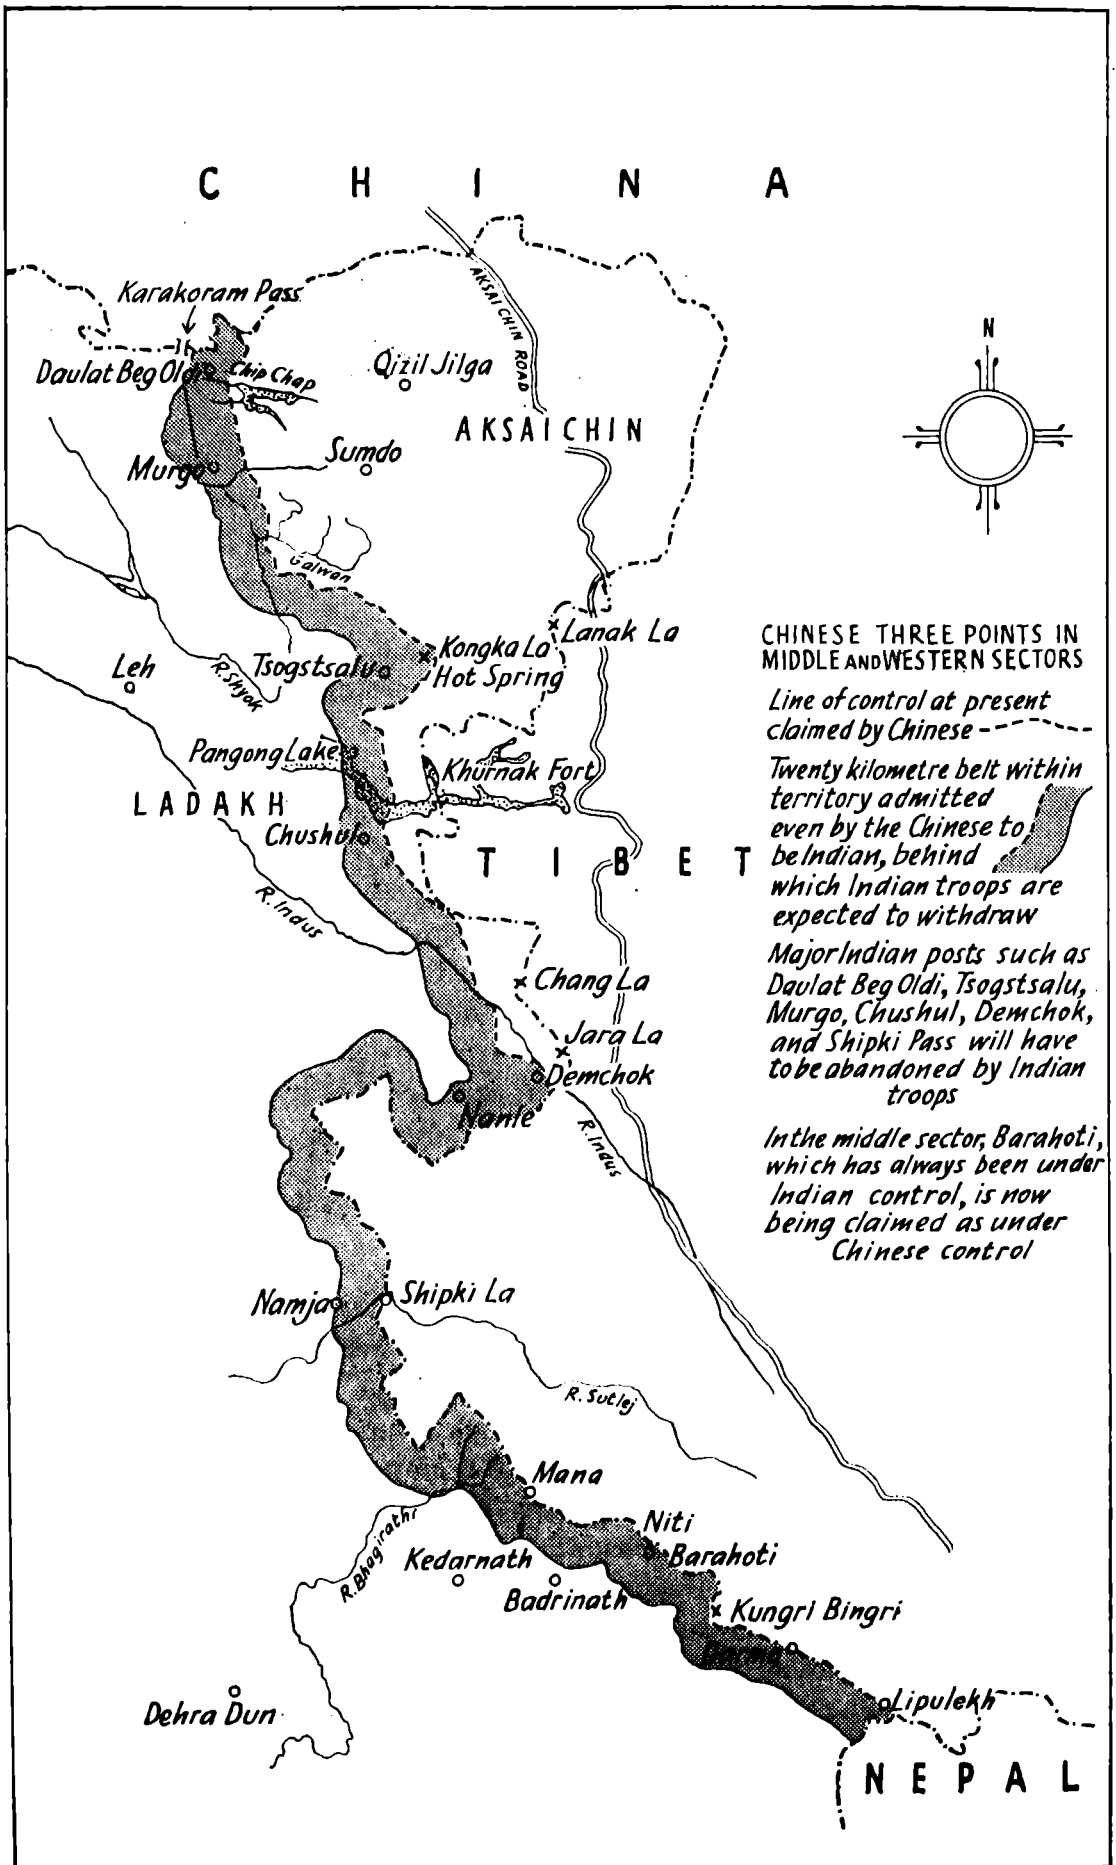 C H I N A
Karakoram Pass
AKSAICHIN ROAD
Daulat Beg Oldi
Chip Chap
Qizil Jilga
N
AKSAICHIN
Murgo
Sumdo
Galwan
Lanak La
Kongka La
Hot Spring
Leh
R.Shyok
Tsogstsalu
CHINESE THREE POINTS IN
MIDDLE AND WESTERN SECTORS
Line of control at present
claimed by Chinese
Twenty kilometre belt within
territory admitted
even by the Chinese to
be Indian, behind
which Indian troops are
expected to withdraw
Major Indian posts such as
Daulat Beg Oldi, Tsogstsalu,
Murgo, Chushul, Demchok,
and Shipki Pass will have
to be abandoned by Indian
troops
In the middle sector, Barahoti,
which has always been under
Indian control, is now
being claimed as under
Chinese control
Pangong Lake
Khurnak Fort
LADAKH
Chushul
T I B E T
R. Indus
Chang La
Jara La
Demchok
Nanle
R. Indus
Namja
Shipki La
R. Sutlej
Mana
Niti
Barahoti
R. Bhagirathi
Kedarnath
Badrinath
Kungri Bingri
Darma
Dehra Dun
Lipulekh
NEPAL